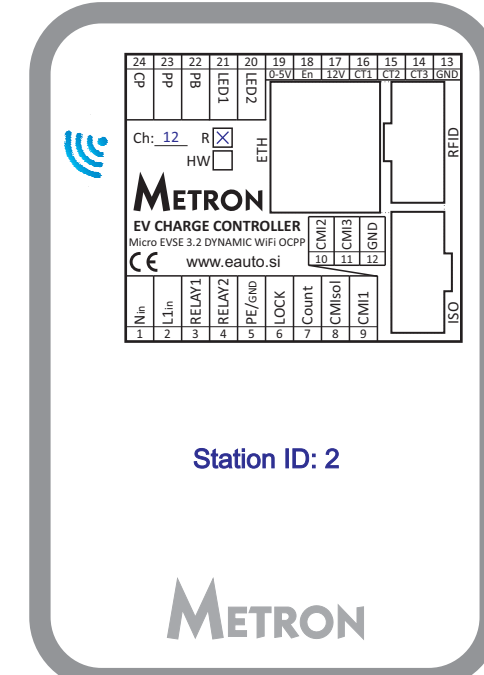 24 23 22 21 20 19 18 17 16 15 14 13
CP PP PB LED1 LED2 0-5V En 12V CT1 CT2 CT3 GND
Ch: 12 R
HW
ETH
RFID
METRON
EV CHARGE CONTROLLER
Micro EVSE 3.2 DYNAMIC WiFi OCPP
CE www.eauto.si
CMI2 CMI3 GND
10 11 12
Nin L1in RELAY1 RELAY2 PE/GND LOCK Count CMIsol CMI1
1 2 3 4 5 6 7 8 9
ISO
Station ID: 2
METRON